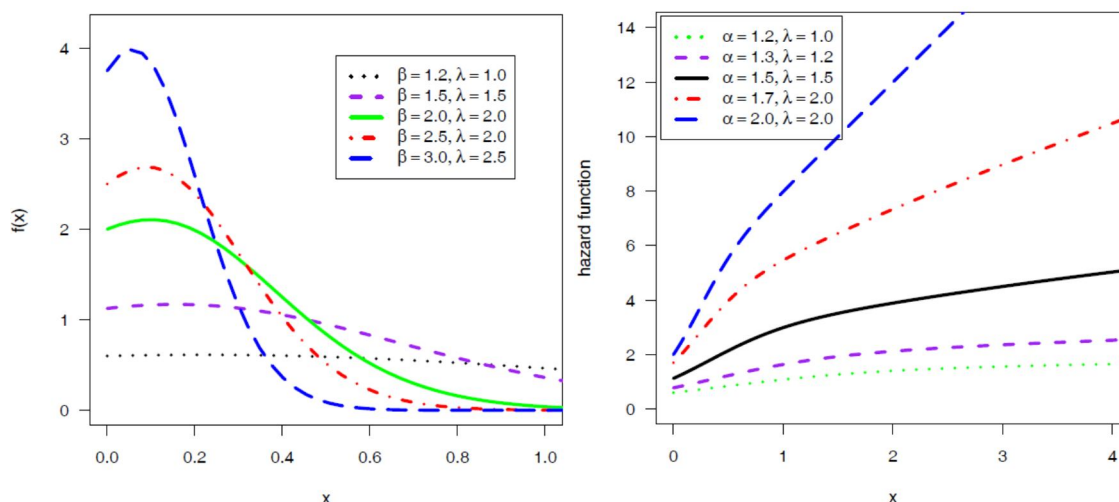 f(x)
4
3
2
1
0
β = 1.2, λ = 1.0
β = 1.5, λ = 1.5
β = 2.0, λ = 2.0
β = 2.5, λ = 2.0
β = 3.0, λ = 2.5
0.0 0.2 0.4 0.6 0.8 1.0
x
hazard function
14
12
10
8
6
4
2
0
α = 1.2, λ = 1.0
α = 1.3, λ = 1.2
α = 1.5, λ = 1.5
α = 1.7, λ = 2.0
α = 2.0, λ = 2.0
0 1 2 3 4
x